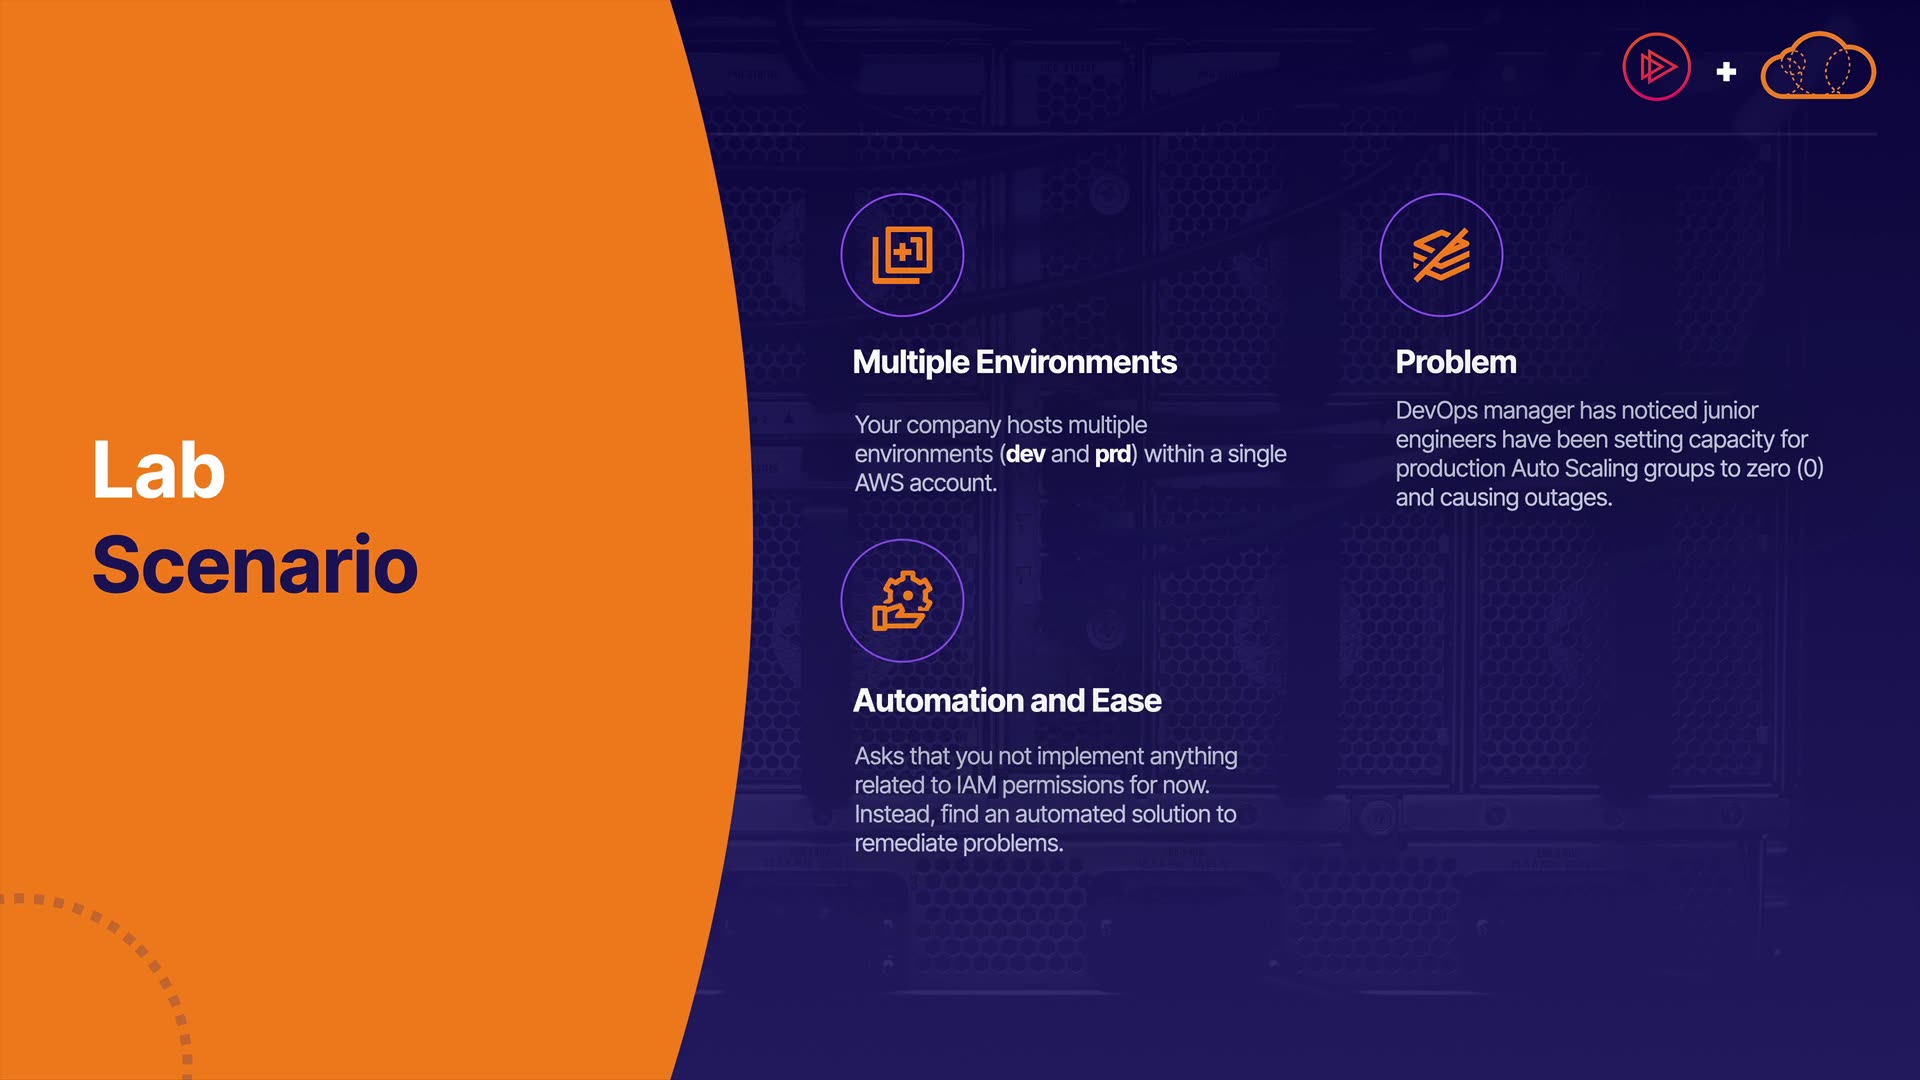 Lab
Scenario
Multiple Environments
Your company hosts multiple
environments (dev and prd) within a single
AWS account.
Problem
DevOps manager has noticed junior
engineers have been setting capacity for
production Auto Scaling groups to zero (0)
and causing outages.
Automation and Ease
Asks that you not implement anything
related to IAM permissions for now.
Instead, find an automated solution to
remediate problems.